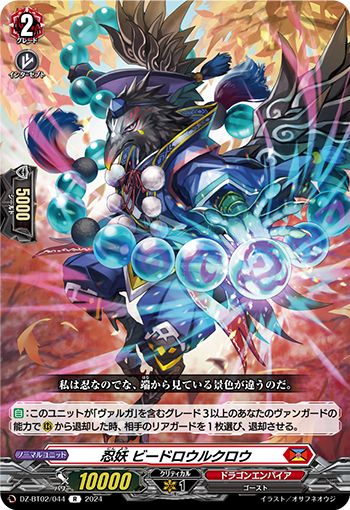 2
グレード
インターセプト
5000
シールド
私は忍なのでな、端から見ている景色が違うのだ。
自:このユニットが「ヴァルガ」を含むグレード3以上のあなたのヴァンガードの
能力でから退却した時、相手のリアガードを1枚選び、退却させる。
ノーマルユニット
忍妖 ビードロウルクロウ
パワー
10000
クリティカル
1
ドラゴンエンパイア
ゴースト
DZ-BT02/044 R 2024
イラスト/オサフネオウジ